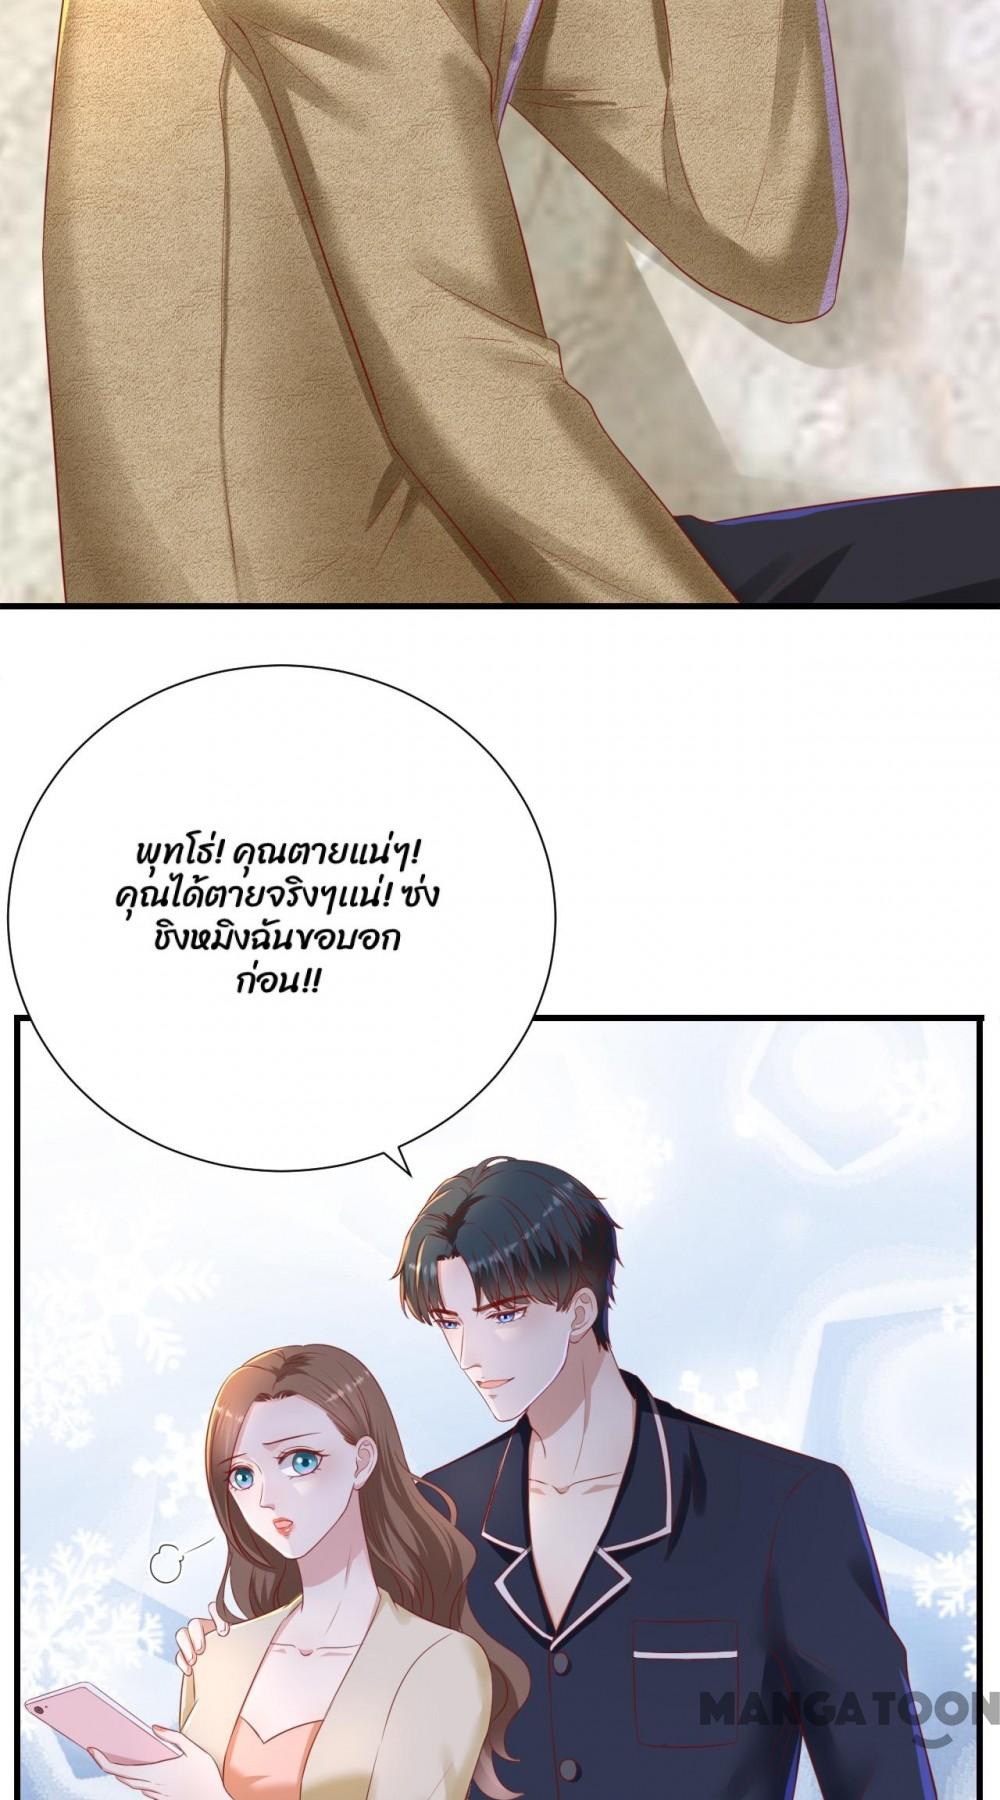 พุทโธ่! คุณตายแน่ๆ!
คุณได้ตายจริงๆแน่! ซ่ง
ชิงหมิงฉันขอบอก
ก่อน!!
MANGATOON